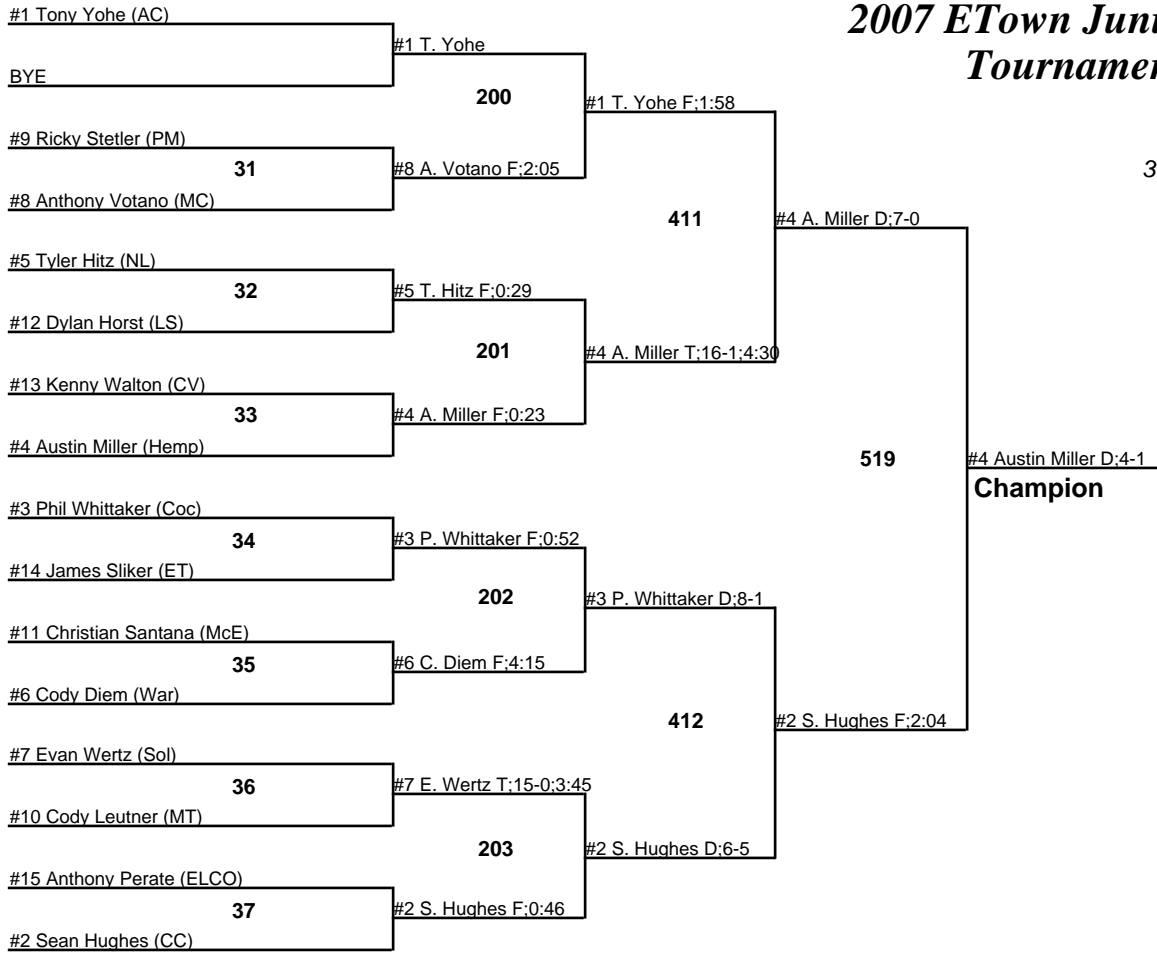 2007 ETown Juni
Tournamen
3
#1 Tony Yohe (AC)
BYE
#9 Ricky Stetler (PM)
31
#8 Anthony Votano (MC)
#5 Tyler Hitz (NL)
32
#12 Dylan Horst (LS)
#13 Kenny Walton (CV)
33
#4 Austin Miller (Hemp)
#3 Phil Whittaker (Coc)
34
#14 James Sliker (ET)
#11 Christian Santana (McE)
35
#6 Cody Diem (War)
#7 Evan Wertz (Sol)
36
#10 Cody Leutner (MT)
#15 Anthony Perate (ELCO)
37
#2 Sean Hughes (CC)
#1 T. Yohe
200
#8 A. Votano F;2:05
#5 T. Hitz F;0:29
201
#4 A. Miller F;0:23
#3 P. Whittaker F;0:52
202
#6 C. Diem F;4:15
#7 E. Wertz T;15-0;3:45
203
#2 S. Hughes F;0:46
#1 T. Yohe F;1:58
411
#4 A. Miller T;16-1;4:30
#3 P. Whittaker D;8-1
412
#2 S. Hughes D;6-5
#4 A. Miller D;7-0
519
#2 S. Hughes F;2:04
#4 Austin Miller D;4-1
Champion